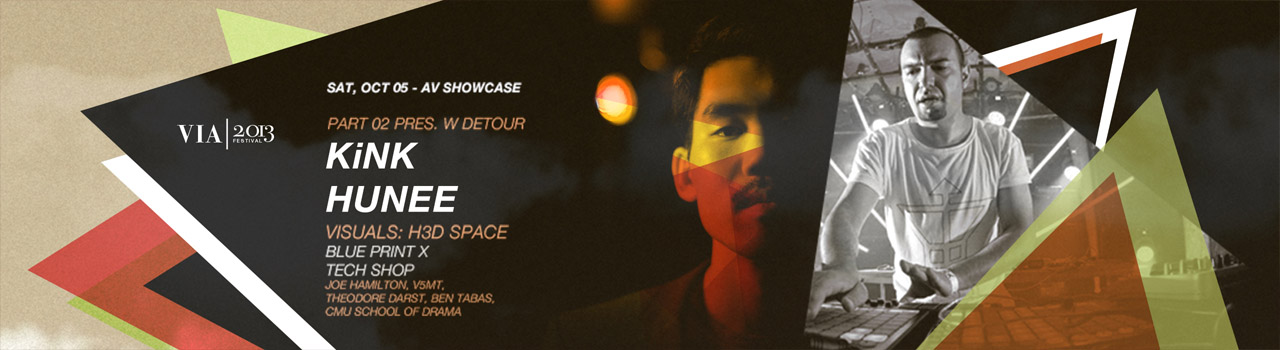 VIA 2013
FESTIVAL
SAT, OCT 05 - AV SHOWCASE
PART 02 PRES. W DETOUR
KiNK
HUNEE
VISUALS: H3D SPACE
BLUE PRINT X
TECH SHOP
JOE HAMILTON, V5MT,
THEODORE DARST, BEN TABAS,
CMU SCHOOL OF DRAMA